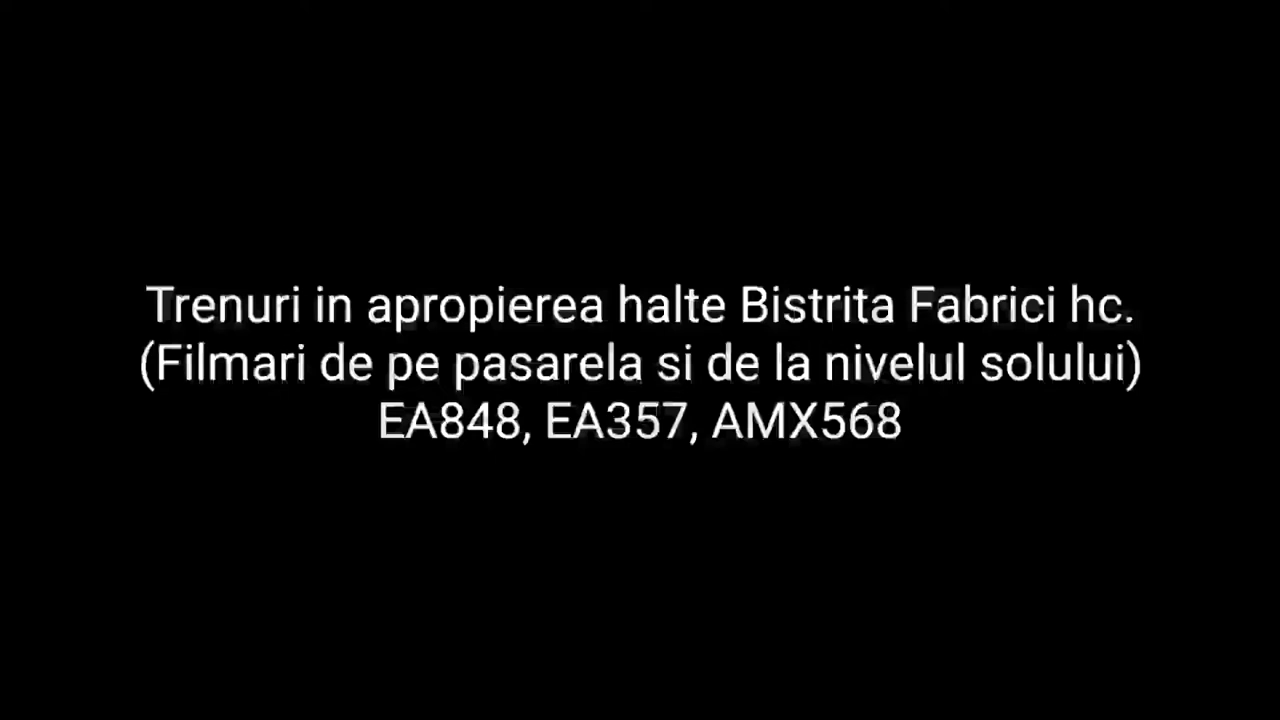 Trenuri in apropierea halte Bistrita Fabrici hc.
(Filmari de pe pasarela si de la nivelul solului)
EA848, EA357, AMX568